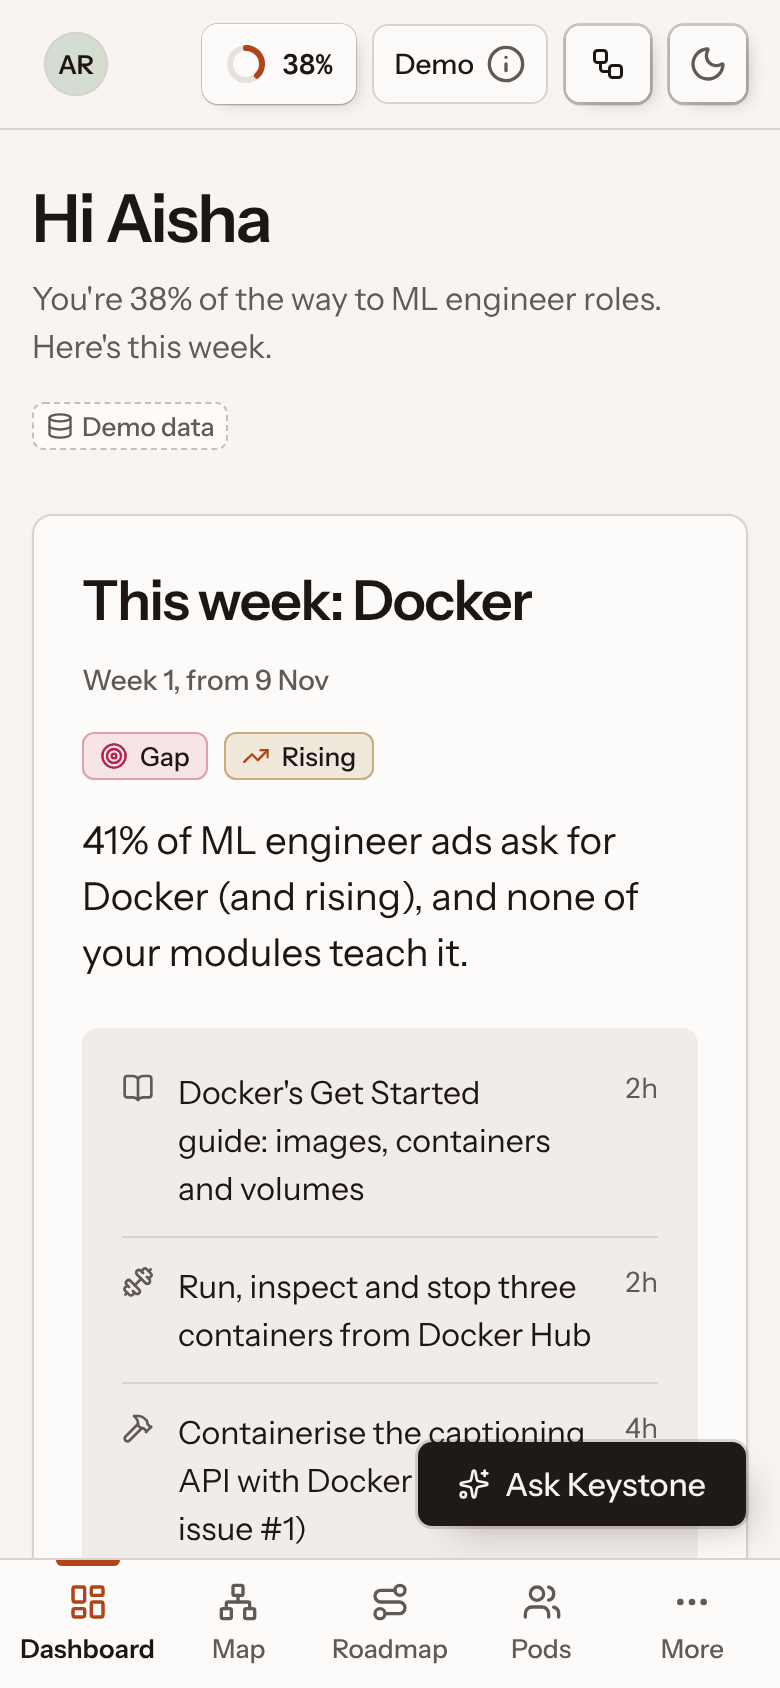 AR
38%
Demo
Hi Aisha
You're 38% of the way to ML engineer roles.
Here's this week.
Demo data
This week: Docker
Week 1, from 9 Nov
Gap
Rising
41% of ML engineer ads ask for
Docker (and rising), and none of
your modules teach it.
Docker's Get Started
guide: images, containers
and volumes
2h
Run, inspect and stop three
containers from Docker Hub
2h
Containerise the captioning
API with Docker
issue #1)
4h
Ask Keystone
Dashboard
Map
Roadmap
Pods
More